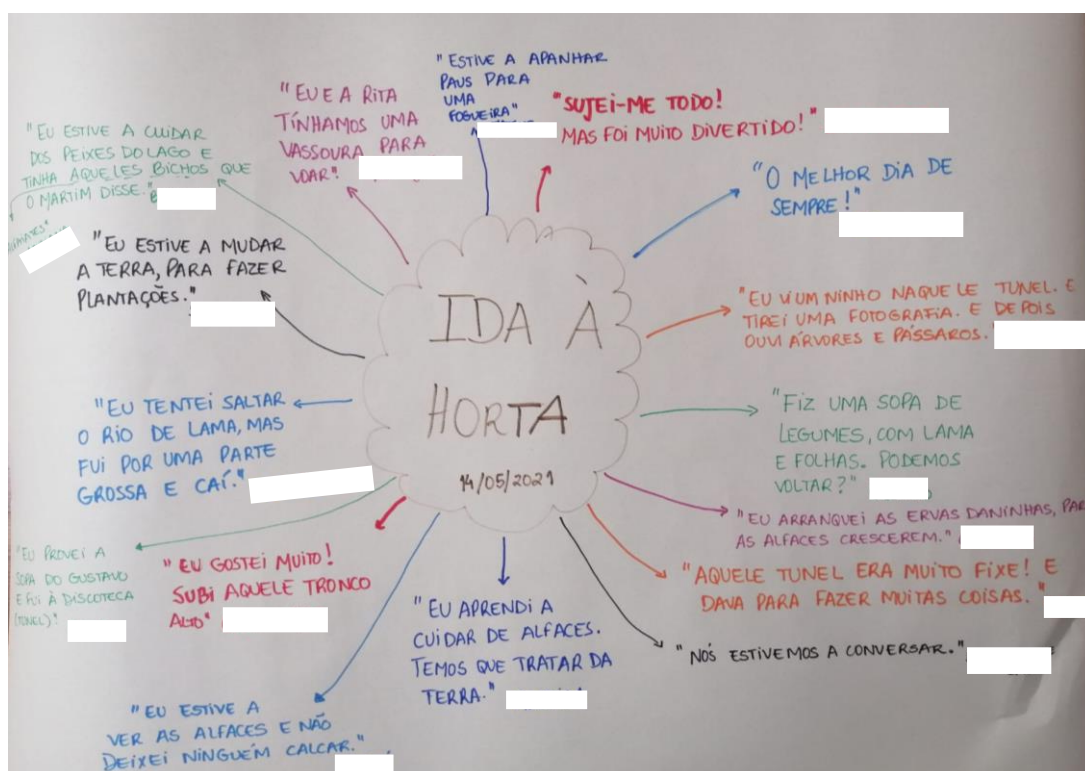 IDA À
HORTA
14/05/2021
"ESTIVE A APANHAR
PAUS PARA
UMA
FOGUEIRA"
"SUJEI-ME TODO!
MAS FOI MUITO DIVERTIDO!"
"O MELHOR DIA DE
SEMPRE!"
"EU VI UM NINHO NAQUELE TUNEL. E
TIREI UMA FOTOGRAFIA. E DEPOIS
OUVI ÁRVORES E PÁSSAROS."
"FIZ UMA SOPA DE
LEGUMES, COM LAMA
E FOLHAS. PODEMOS
VOLTAR?"
"EU ARRANQUEI AS ERVAS DANINHAS, PAR
AS ALFACES CRESCEREM."
"AQUELE TUNEL ERA MUITO FIXE! E
DAVA PARA FAZER MUITAS COISAS."
"NÓS ESTIVEMOS A CONVERSAR."
"EU APRENDI A
CUIDAR DE ALFACES.
TEMOS QUE TRATAR DA
TERRA."
"EU ESTIVE A
VER AS ALFACES E NÃO
DEIXEI NINGUÉM CALCAR."
"EU GOSTEI MUITO!
SUBI AQUELE TRONCO
ALTO"
"EU PROVEI A
SOPA DO GUSTAVO
E FUI À DISCOTECA
(TUNEL)!"
"EU TENTEI SALTAR
O RIO DE LAMA, MAS
FUI POR UMA PARTE
GROSSA E CAÍ."
"EU ESTIVE A MUDAR
A TERRA, PARA FAZER
PLANTAÇÕES."
"EU ESTIVE A CUIDAR
DOS PEIXES DO LAGO E
TINHA AQUELES BICHOS QUE
O MARTIM DISSE."
"EU E A RITA
TÍNHAMOS UMA
VASSOURA PARA
VOAR!"